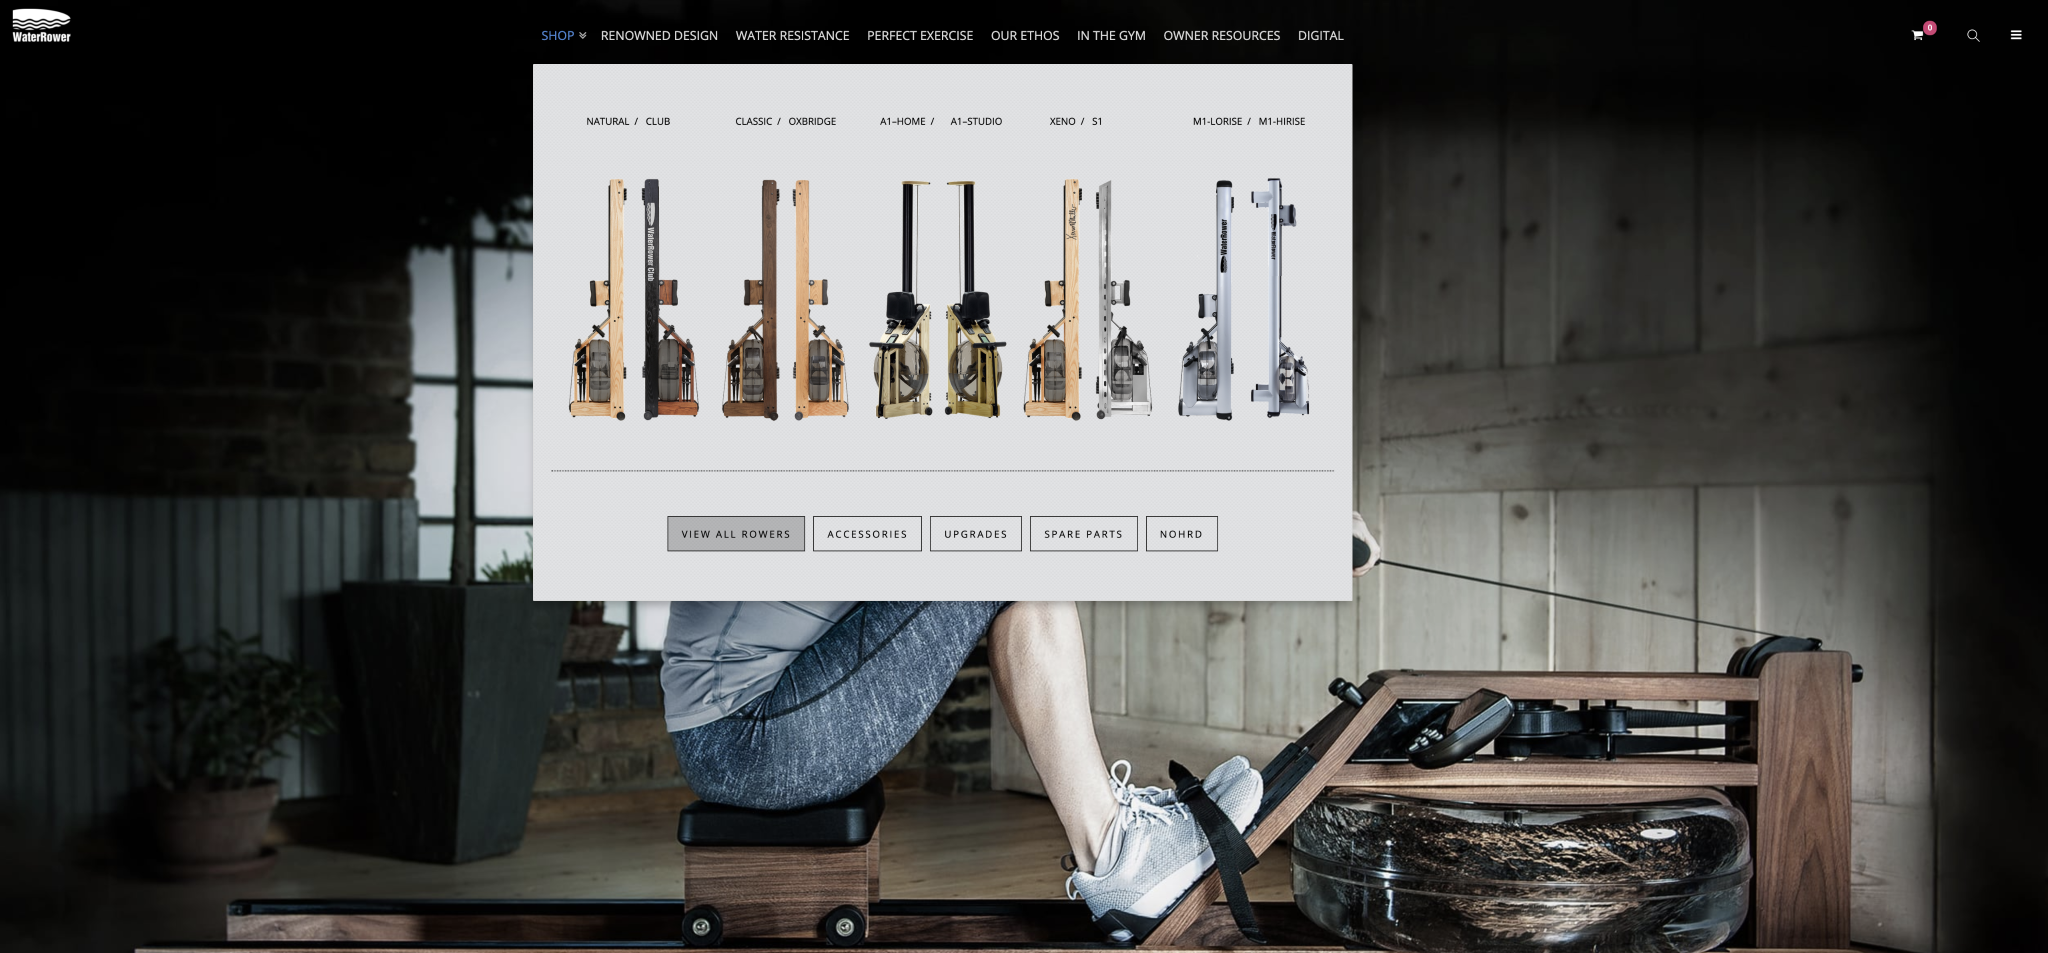 WaterRower
SHOP RENOWNED DESIGN WATER RESISTANCE PERFECT EXERCISE OUR ETHOS IN THE GYM OWNER RESOURCES DIGITAL
0
NATURAL / CLUB
CLASSIC / OXBRIDGE
A1–HOME / A1–STUDIO
XENO / S1
M1-LORISE / M1-HIRISE
WaterRower Club
WaterRower
VIEW ALL ROWERS
ACCESSORIES
UPGRADES
SPARE PARTS
NOHRD